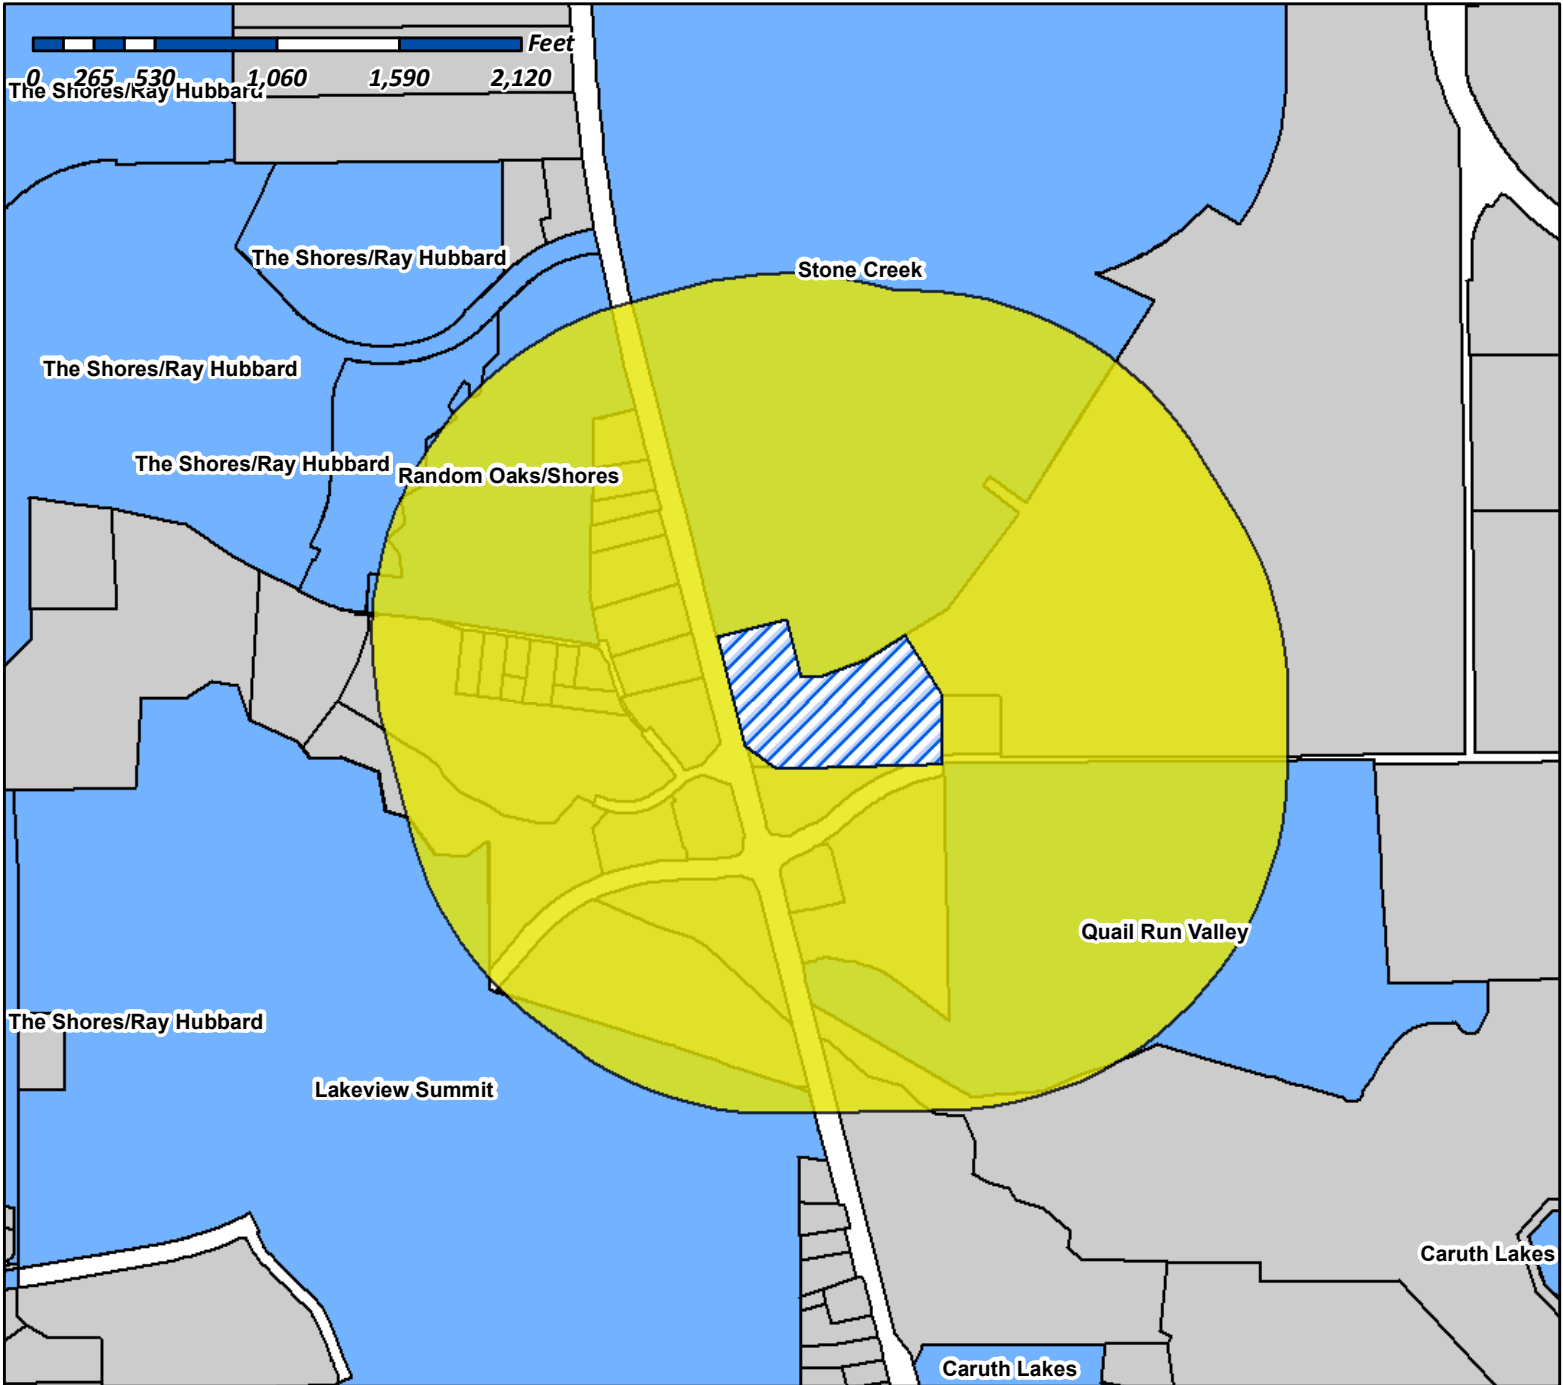 Feet
0 265 530 1,060 1,590 2,120
The Shores/Ray Hubbard
The Shores/Ray Hubbard
Stone Creek
The Shores/Ray Hubbard
The Shores/Ray Hubbard
Random Oaks/Shores
Quail Run Valley
The Shores/Ray Hubbard
Lakeview Summit
Caruth Lakes
Caruth Lakes